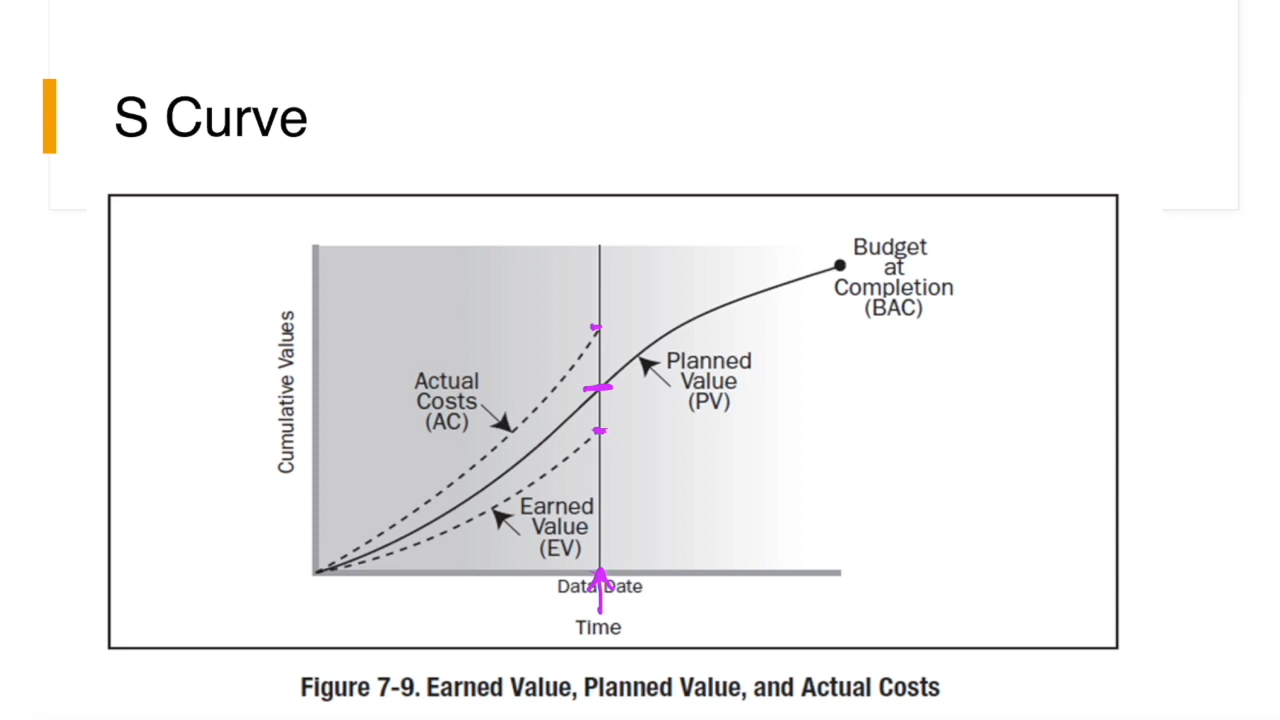 S Curve
Budget
at
Completion
(BAC)
Cumulative Values
Actual
Costs
(AC)
Planned
Value
(PV)
Earned
Value
(EV)
Data Date
Time
Figure 7-9. Earned Value, Planned Value, and Actual Costs